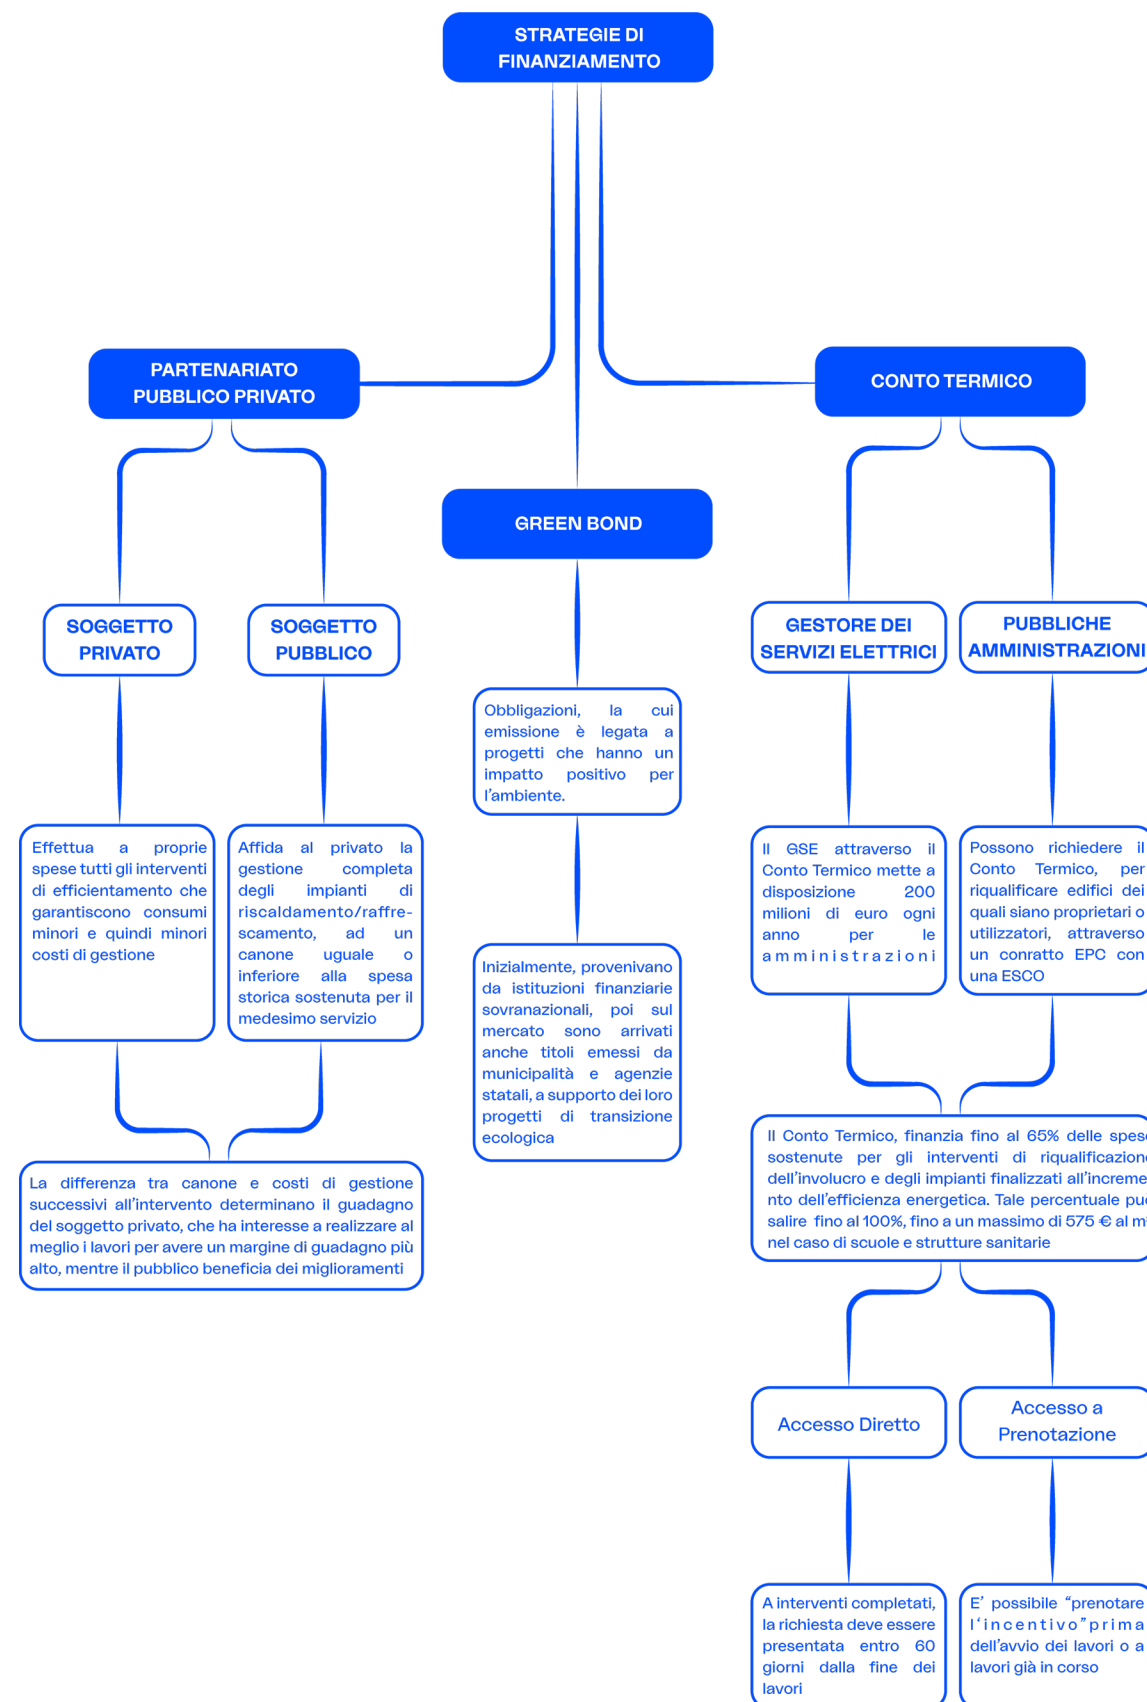 STRATEGIE DI
FINANZIAMENTO
PARTENARIATO
PUBBLICO PRIVATO
CONTO TERMICO
GREEN BOND
SOGGETTO
PRIVATO
SOGGETTO
PUBBLICO
GESTORE DEI
SERVIZI ELETTRICI
PUBBLICHE
AMMINISTRAZIONI
Obbligazioni, la cui
emissione è legata a
progetti che hanno un
impatto positivo per
l'ambiente.
Effettua a proprie
spese tutti gli interventi
di efficientamento che
garantiscono consumi
minori e quindi minori
costi di gestione
Affida al privato la
gestione completa
degli impianti di
riscaldamento/raffre-
scamento, ad un
canone uguale o
inferiore alla spesa
storica sostenuta per il
medesimo servizio
Il GSE attraverso il
Conto Termico mette a
disposizione 200
milioni di euro ogni
anno per le
amministrazioni
Possono richiedere il
Conto Termico, per
riqualificare edifici dei
quali siano proprietari o
utilizzatori, attraverso
un conratto EPC con
una ESCO
Inizialmente, provenivano
da istituzioni finanziarie
sovranazionali, poi sul
mercato sono arrivati
anche titoli emessi da
municipalità e agenzie
statali, a supporto dei loro
progetti di transizione
ecologica
La differenza tra canone e costi di gestione
successivi all'intervento determinano il guadagno
del soggetto privato, che ha interesse a realizzare al
meglio i lavori per avere un margine di guadagno più
alto, mentre il pubblico beneficia dei miglioramenti
Il Conto Termico, finanzia fino al 65% delle spese
sostenute per gli interventi di riqualificazione
dell'involucro e degli impianti finalizzati all'increme-
nto dell'efficienza energetica. Tale percentuale può
salire fino al 100%, fino a un massimo di 575 € al m
nel caso di scuole e strutture sanitarie
Accesso Diretto
Accesso a
Prenotazione
A interventi completati,
la richiesta deve essere
presentata entro 60
giorni dalla fine dei
lavori
E' possibile "prenotare
l'incentivo" prima
dell'avvio dei lavori o a
lavori già in corso